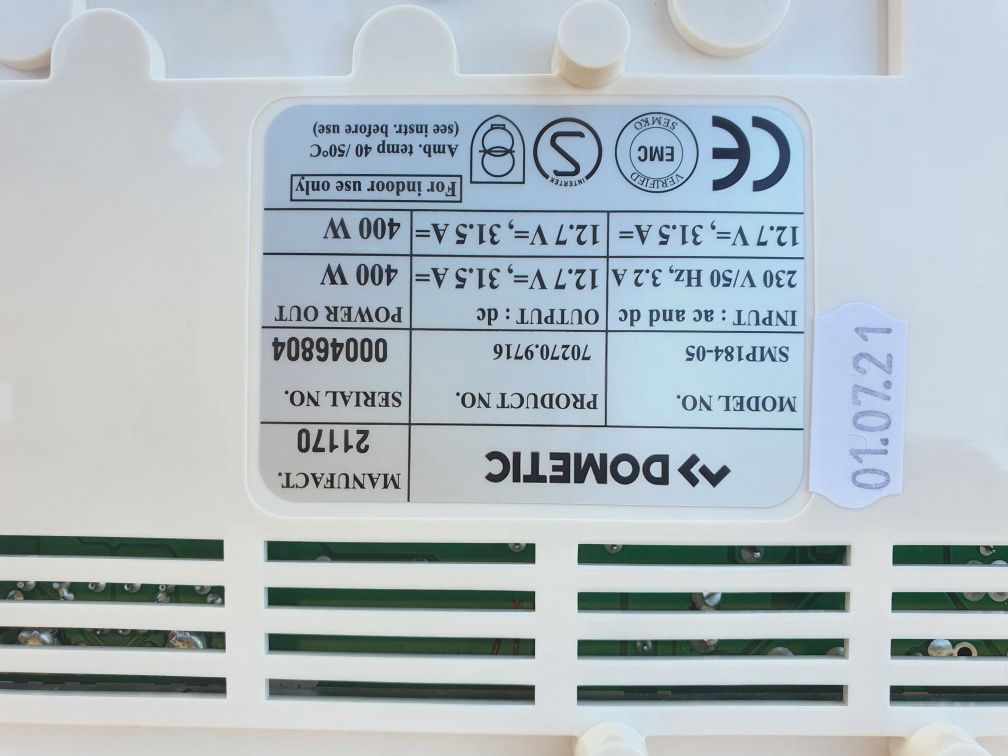 DOMETIC
MANUFACT.
21170
MODEL NO.
SMP184-05
PRODUCT NO.
70270.9716
SERIAL NO.
00046804
INPUT : ac and dc
OUTPUT : dc
POWER OUT
230 V/50 Hz, 3.2 A
12.7 V=, 31.5 A=
400 W
12.7 V=, 31.5 A=
12.7 V=, 31.5 A=
400 W
CE
VERIFIED
EMC
SEMKO
INTERTEK
S
For indoor use only
Amb. temp 40 /50°C
(see instr. before use)
01.07.21